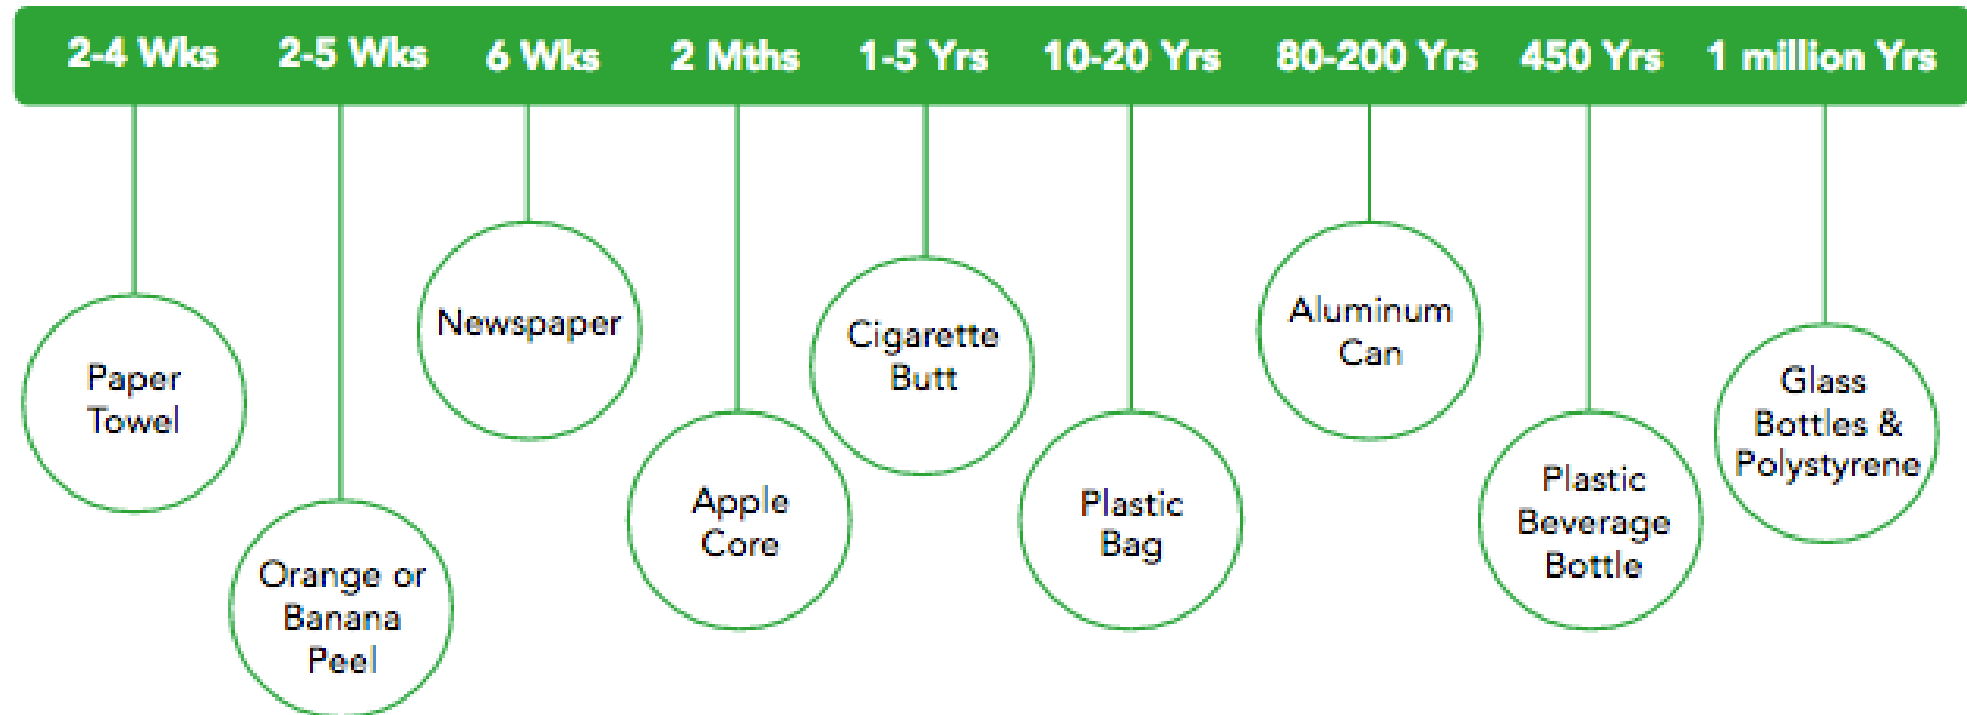 2-4 Wks 2-5 Wks 6 Wks 2 Mths 1-5 Yrs 10-20 Yrs 80-200 Yrs 450 Yrs 1 million Yrs
Paper
Towel
Orange or
Banana
Peel
Newspaper
Apple
Core
Cigarette
Butt
Plastic
Bag
Aluminum
Can
Plastic
Beverage
Bottle
Glass
Bottles &
Polystyrene